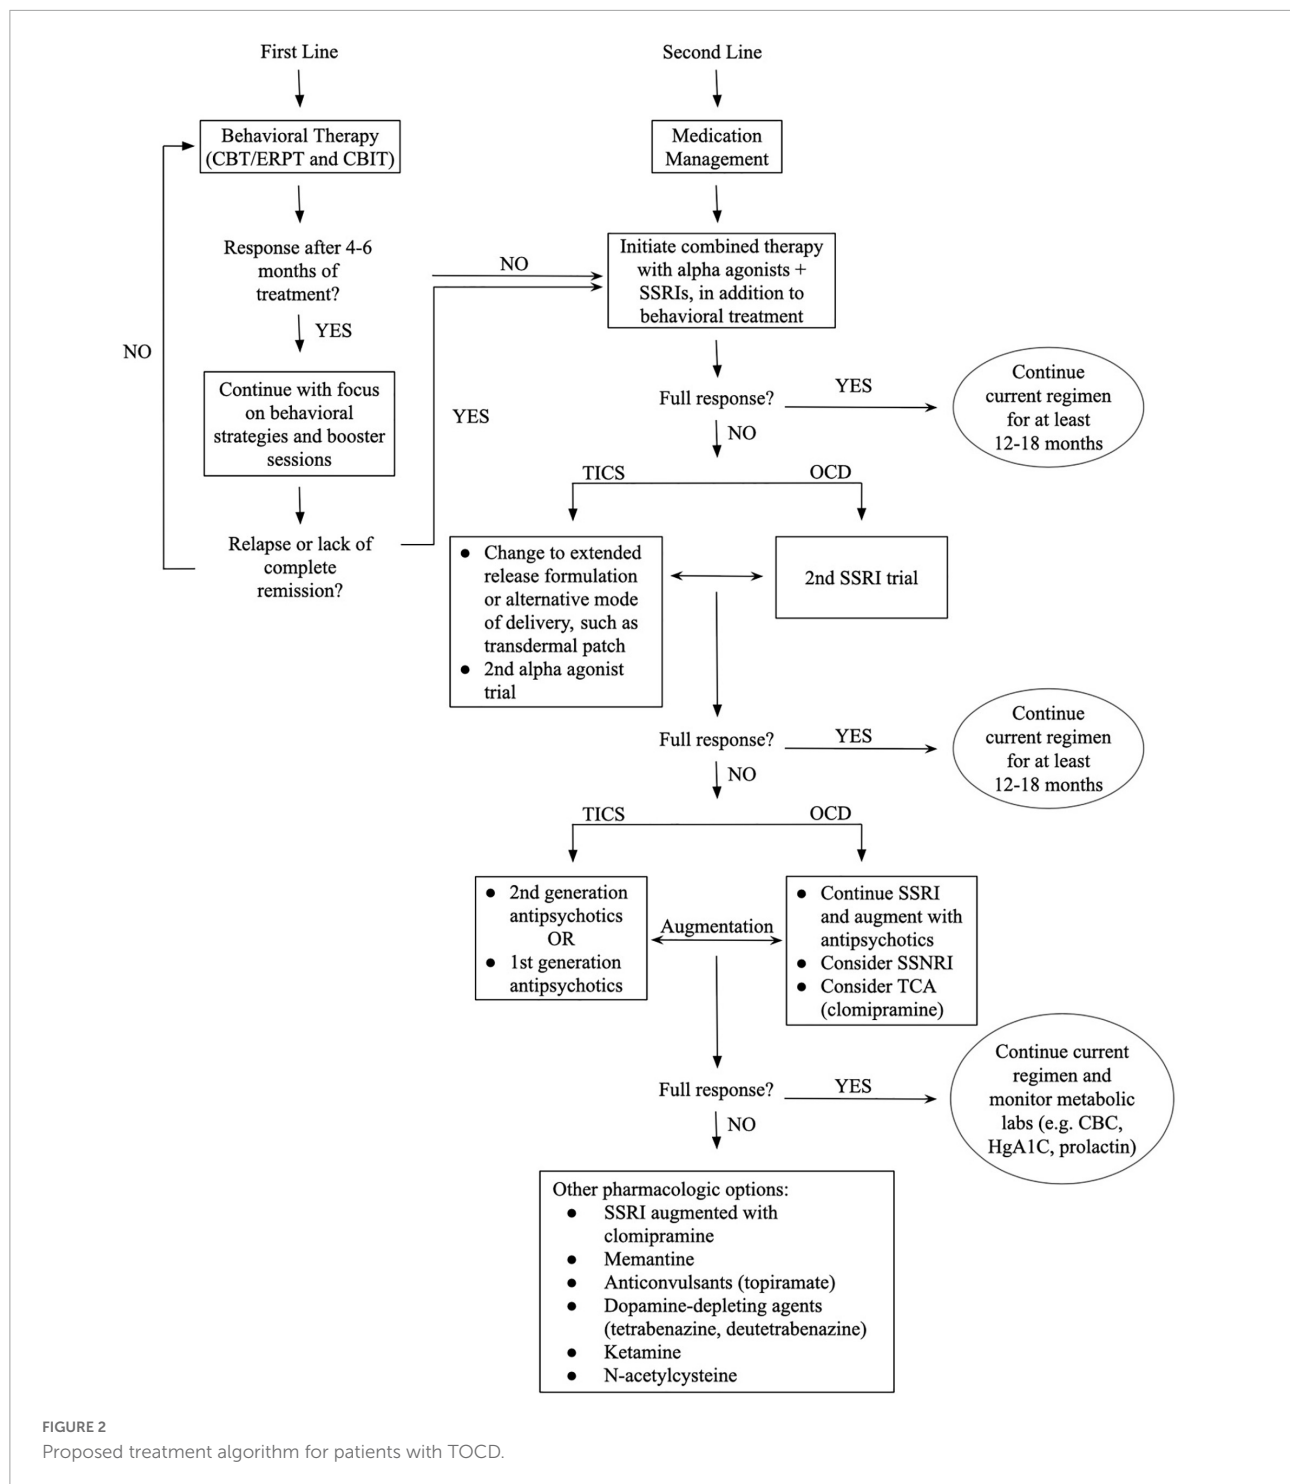 First Line
Behavioral Therapy
(CBT/ERPT and CBIT)
Response after 4-6
months of
treatment?
YES
NO
Continue with focus
on behavioral
strategies and booster
sessions
Relapse or lack of
complete
remission?
NO
YES
Second Line
Medication
Management
Initiate combined therapy
with alpha agonists +
SSRIs, in addition to
behavioral treatment
Full response?
YES
Continue
current regimen
for at least
12-18 months
NO
TICS
OCD
● Change to extended
release formulation
or alternative mode
of delivery, such as
transdermal patch
● 2nd alpha agonist
trial
2nd SSRI trial
Full response?
YES
Continue
current regimen
for at least
12-18 months
NO
TICS
OCD
● 2nd generation
antipsychotics
OR
● 1st generation
antipsychotics
Augmentation
● Continue SSRI
and augment with
antipsychotics
● Consider SSNRI
● Consider TCA
(clomipramine)
Full response?
YES
Continue current
regimen and
monitor metabolic
labs (e.g. CBC,
HgA1C, prolactin)
NO
Other pharmacologic options:
● SSRI augmented with
clomipramine
● Memantine
● Anticonvulsants (topiramate)
● Dopamine-depleting agents
(tetrabenazine, deutetrabenazine)
● Ketamine
● N-acetylcysteine
FIGURE 2
Proposed treatment algorithm for patients with TOCD.